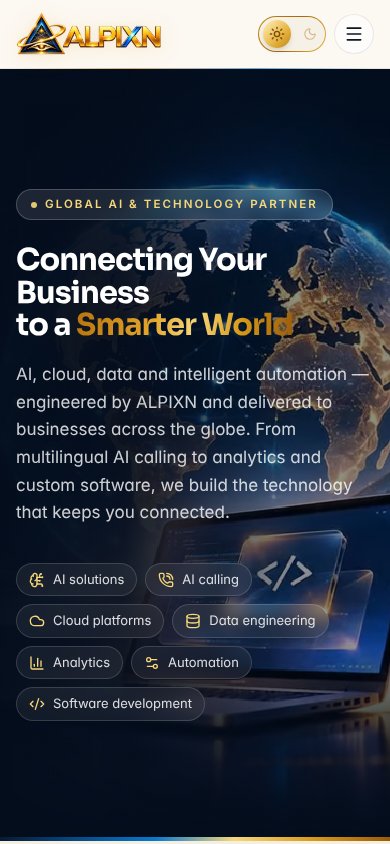 ALPIXN
GLOBAL AI & TECHNOLOGY PARTNER
Connecting Your
Business
to a Smarter World
AI, cloud, data and intelligent automation —
engineered by ALPIXN and delivered to
businesses across the globe. From
multilingual AI calling to analytics and
custom software, we build the technology
that keeps you connected.
AI solutions
AI calling
</>
Cloud platforms
Data engineering
Analytics
Automation
Software development